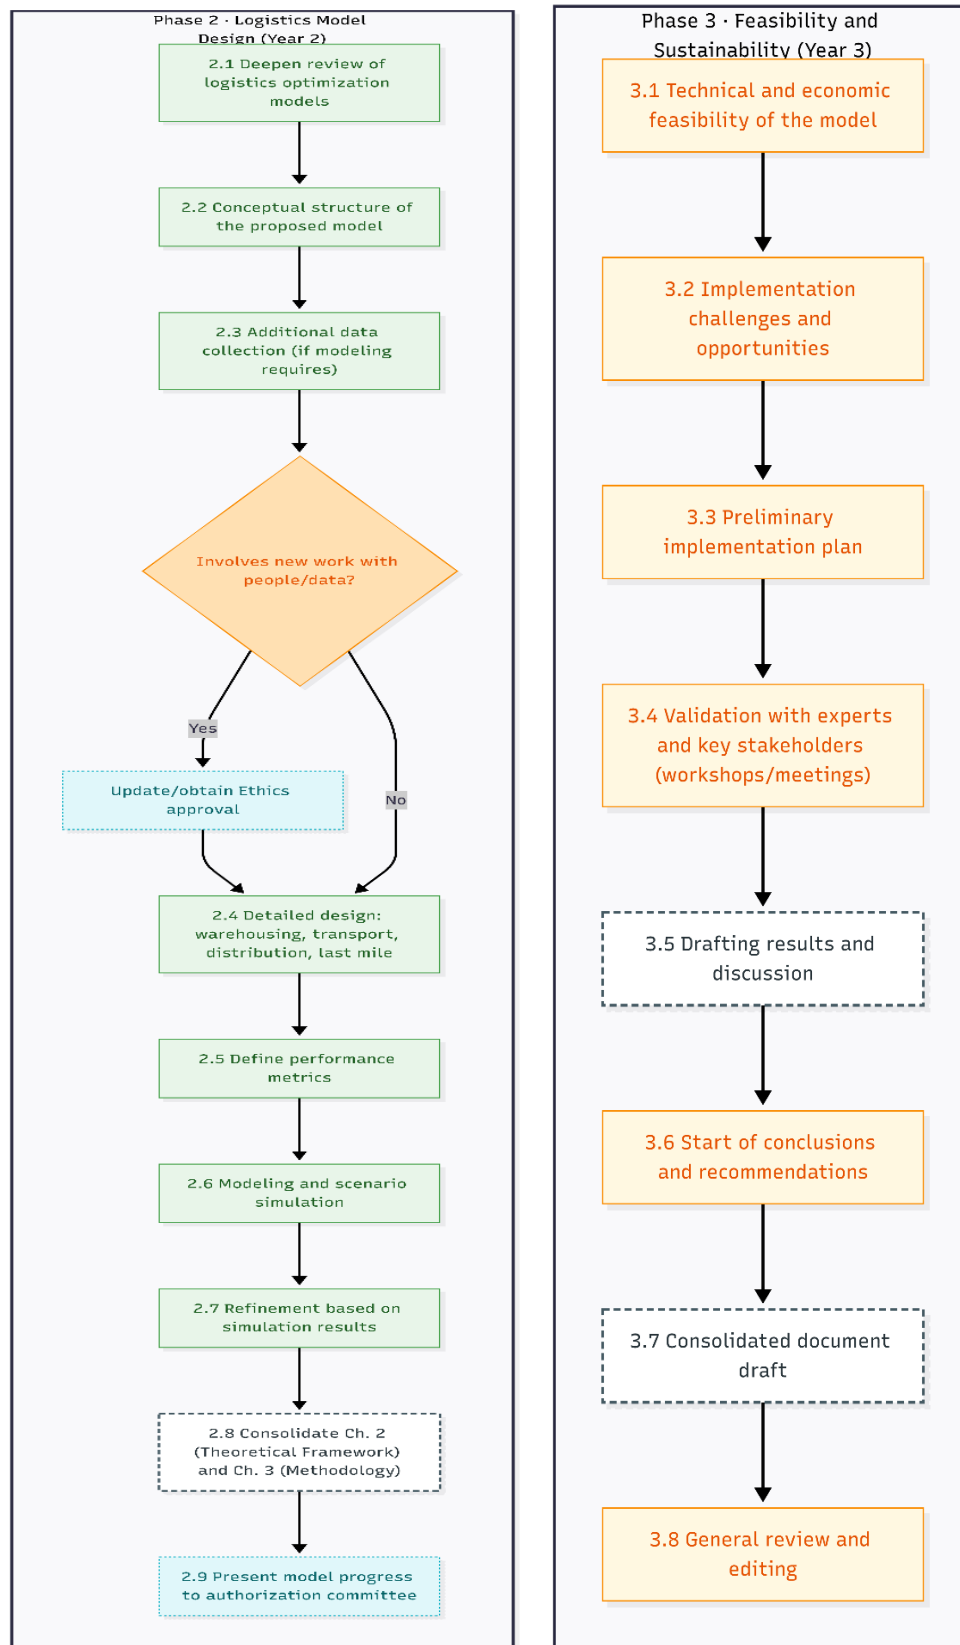 Phase 2 · Logistics Model
Design (Year 2)
2.1 Deepen review of
logistics optimization
models
2.2 Conceptual structure of
the proposed model
2.3 Additional data
collection (if modeling
requires)
Involves new work with
people/data?
Yes
No
Update/obtain Ethics
approval
2.4 Detailed design:
warehousing, transport,
distribution, last mile
2.5 Define performance
metrics
2.6 Modeling and scenario
simulation
2.7 Refinement based on
simulation results
2.8 Consolidate Ch. 2
(Theoretical Framework)
and Ch. 3 (Methodology)
2.9 Present model progress
to authorization committee
Phase 3 · Feasibility and
Sustainability (Year 3)
3.1 Technical and economic
feasibility of the model
3.2 Implementation
challenges and
opportunities
3.3 Preliminary
implementation plan
3.4 Validation with experts
and key stakeholders
(workshops/meetings)
3.5 Drafting results and
discussion
3.6 Start of conclusions
and recommendations
3.7 Consolidated document
draft
3.8 General review and
editing